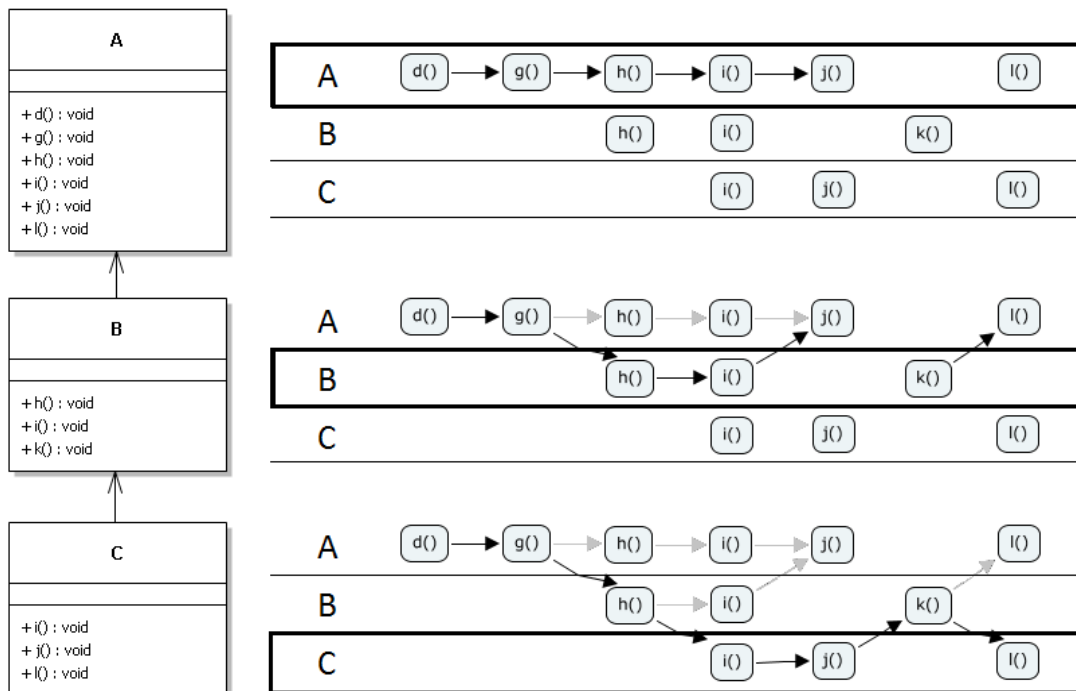 A
+ d() : void
+ g() : void
+ h() : void
+ i() : void
+ j() : void
+ l() : void
B
+ h() : void
+ i() : void
+ k() : void
C
+ i() : void
+ j() : void
+ l() : void
A d() g() h() i() j() l()
B h() i() k()
C i() j() l()
A d() g() h() i() j() l()
B h() i() k()
C i() j() l()
A d() g() h() i() j() l()
B h() i() k()
C i() j() l()